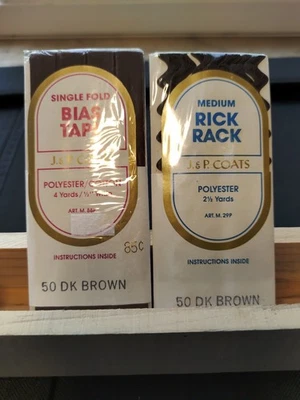 SINGLE FOLD
BIAS
TAPE
J. & P. COATS
POLYESTER/
4 Yards/
ART. M.
85¢
INSTRUCTIONS INSIDE
50 DK BROWN
MEDIUM
RICK
RACK
J. & P. COATS
POLYESTER
2½ Yards
ART. M. 299
INSTRUCTIONS INSIDE
50 DK BROWN